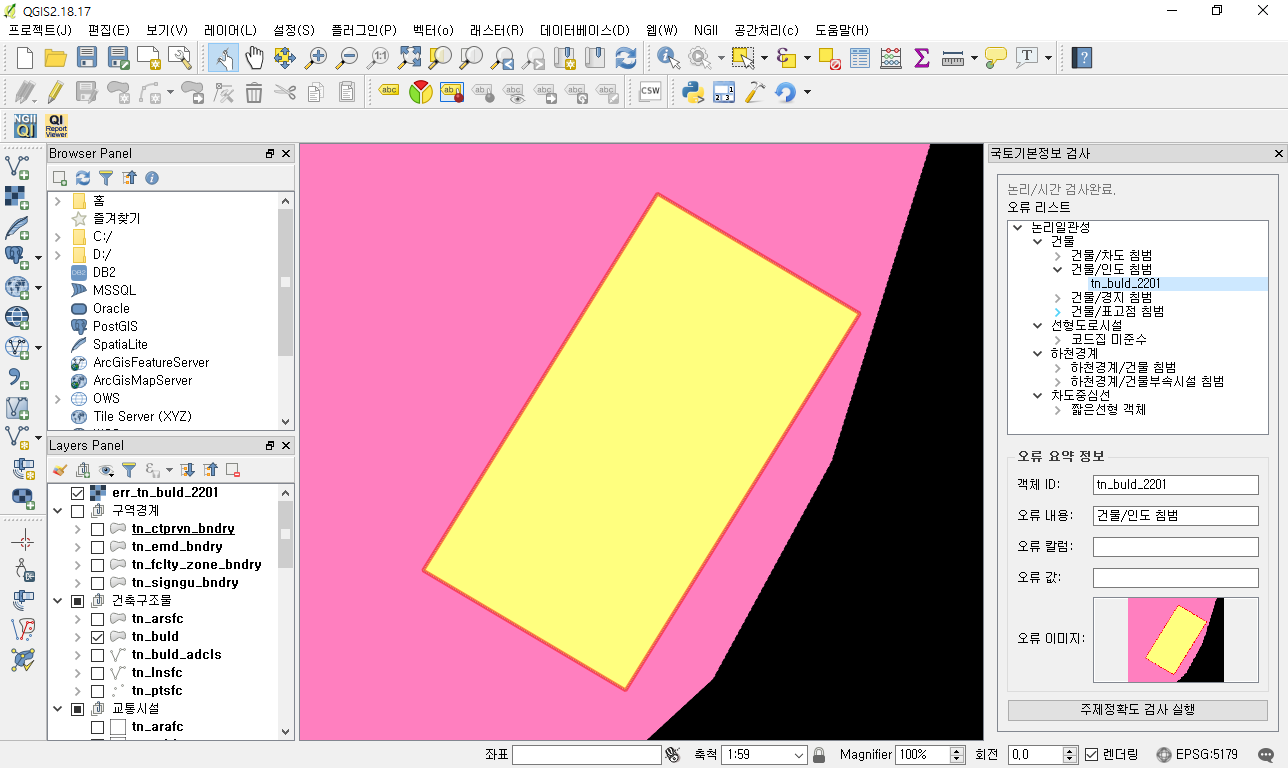 QGIS2.18.17
프로젝트(J) 편집(E) 보기(V) 레이어(L) 설정(S) 플러그인(P) 벡터(o) 래스터(R) 데이터베이스(D) 웹(W) NGII 공간처리(c) 도움말(H)
1:1
T
abc abc abc abc abc abc abc CSW
NGII QI
QI Report Viewer
Browser Panel
홈
즐겨찾기
C:/
D:/
DB2
MSSQL
Oracle
PostGIS
SpatiaLite
ArcGisFeatureServer
ArcGisMapServer
OWS
Tile Server (XYZ)
Layers Panel
err_tn_buld_2201
구역경계
tn_ctprvn_bndry
tn_emd_bndry
tn_fclty_zone_bndry
tn_signgu_bndry
건축구조물
tn_arsfc
tn_buld
tn_buld_adcls
tn_lnsfc
tn_ptsfc
교통시설
tn_arafc
국토기본정보 검사
논리/시간 검사완료.
오류 리스트
논리일관성
건물
건물/차도 침범
건물/인도 침범
tn_buld_2201
건물/경지 침범
건물/표고점 침범
선형도로시설
코드집 미준수
하천경계
하천경계/건물 침범
하천경계/건물부속시설 침범
차도중심선
짧은선형 객체
오류 요약 정보
객체 ID: tn_buld_2201
오류 내용: 건물/인도 침범
오류 칼럼:
오류 값:
오류 이미지:
주제정확도 검사 실행
좌표 축척 1:59 Magnifier 100% 회전 0.0 렌더링 EPSG:5179